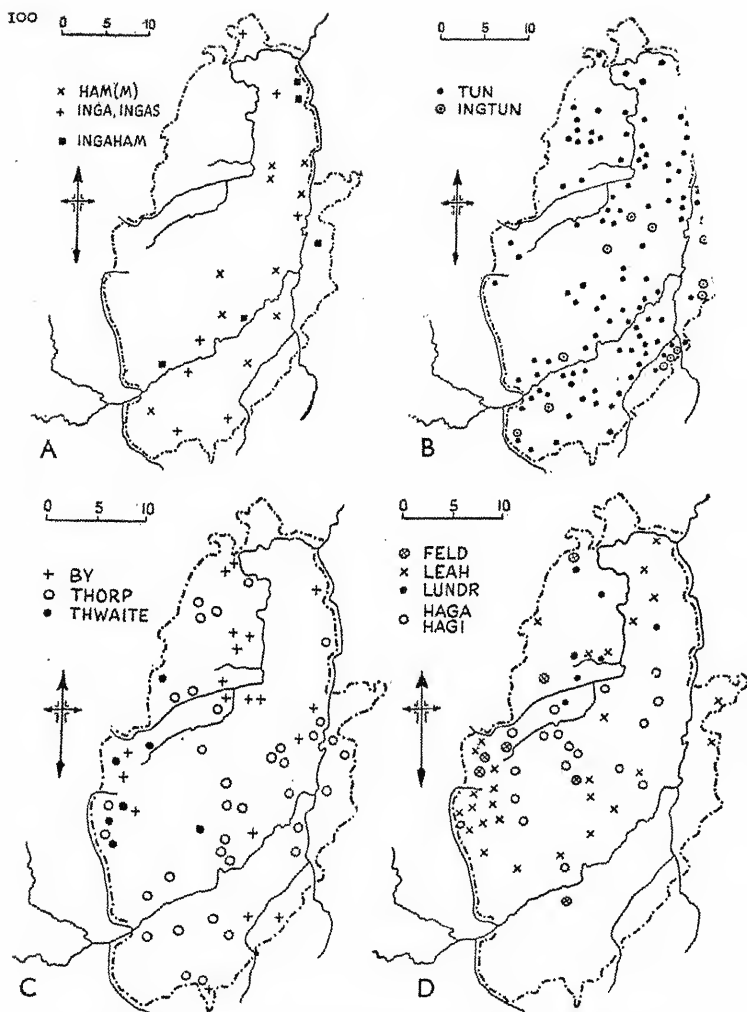 100
0 5 10
× HAM(M)
+ INGA, INGAS
■ INGAHAM
A
0 5 10
• TUN
⊙ INGTUN
B
0 5 10
+ BY
○ THORP
• THWAITE
C
0 5 10
⊗ FELD
× LEAH
• LUNDR
○ HAGA
HAGI
D